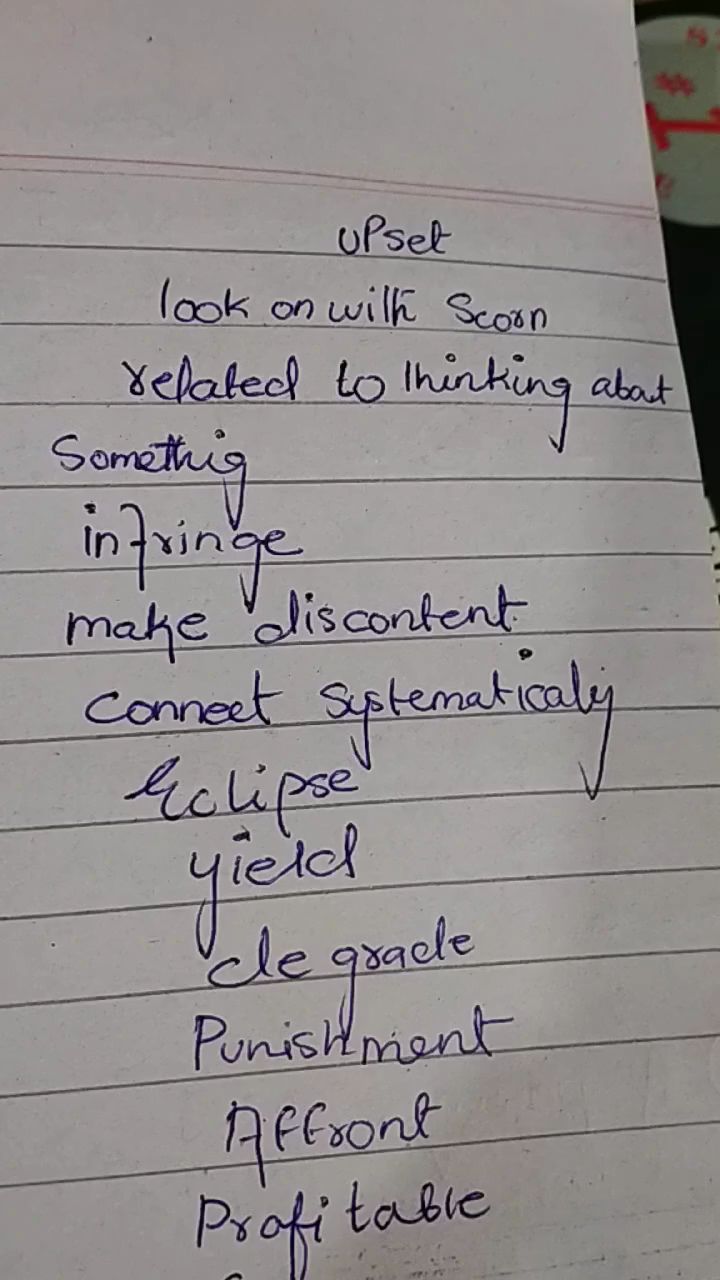 upset
look on with Scorn
related to thinking about
Somethig
infringe
make discontent
Connect Systematicaly
Eclipse
yield
degrade
Punishment
Affront
Profitable